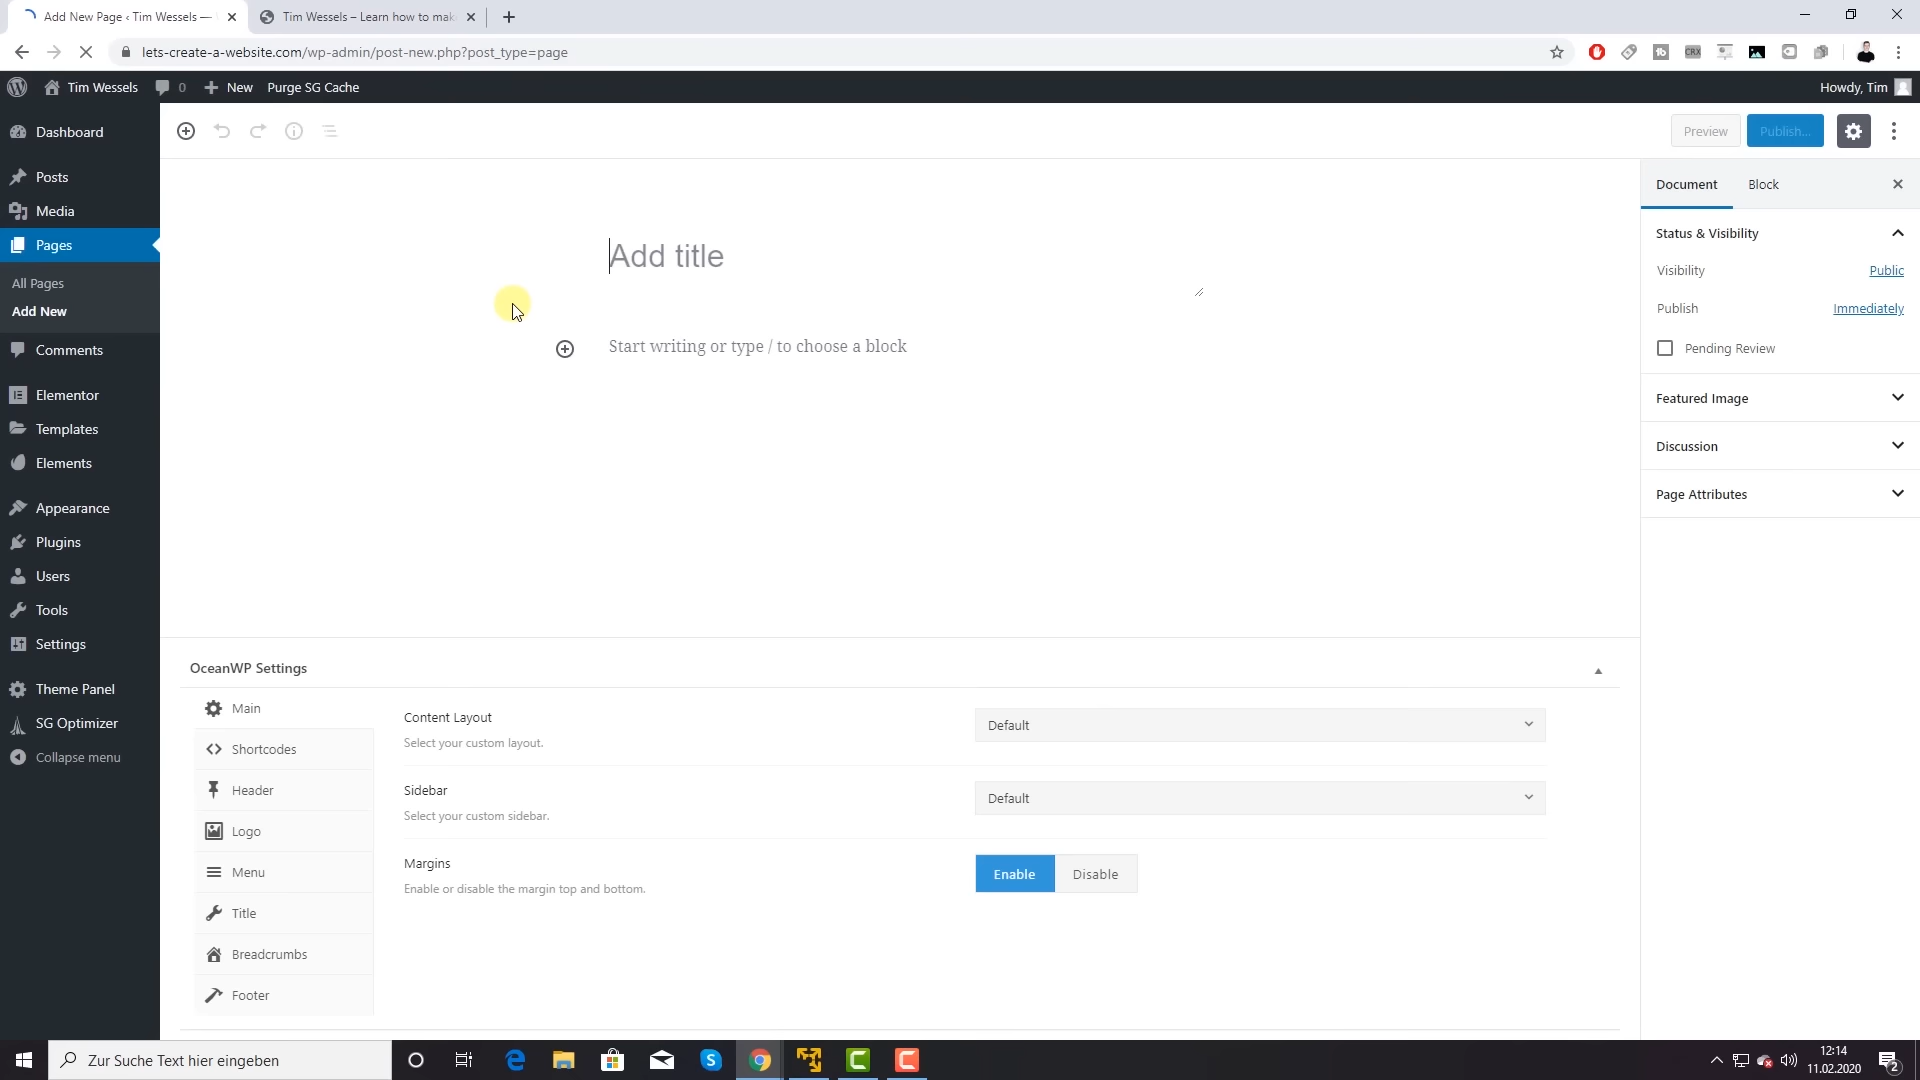 Add New Page ‹ Tim Wessels —
Tim Wessels – Learn how to mak
lets-create-a-website.com/wp-admin/post-new.php?post_type=page
Tim Wessels
0
New
Purge SG Cache
Howdy, Tim
Dashboard
Posts
Media
Pages
All Pages
Add New
Comments
Elementor
Templates
Elements
Appearance
Plugins
Users
Tools
Settings
Theme Panel
SG Optimizer
Collapse menu
Preview
Publish...
Add title
Start writing or type / to choose a block
Document
Block
Status & Visibility
Visibility
Public
Publish
Immediately
Pending Review
Featured Image
Discussion
Page Attributes
OceanWP Settings
Main
Shortcodes
Header
Logo
Menu
Title
Breadcrumbs
Footer
Content Layout
Select your custom layout.
Default
Sidebar
Select your custom sidebar.
Default
Margins
Enable or disable the margin top and bottom.
Enable
Disable
Zur Suche Text hier eingeben
12:14
11.02.2020
2